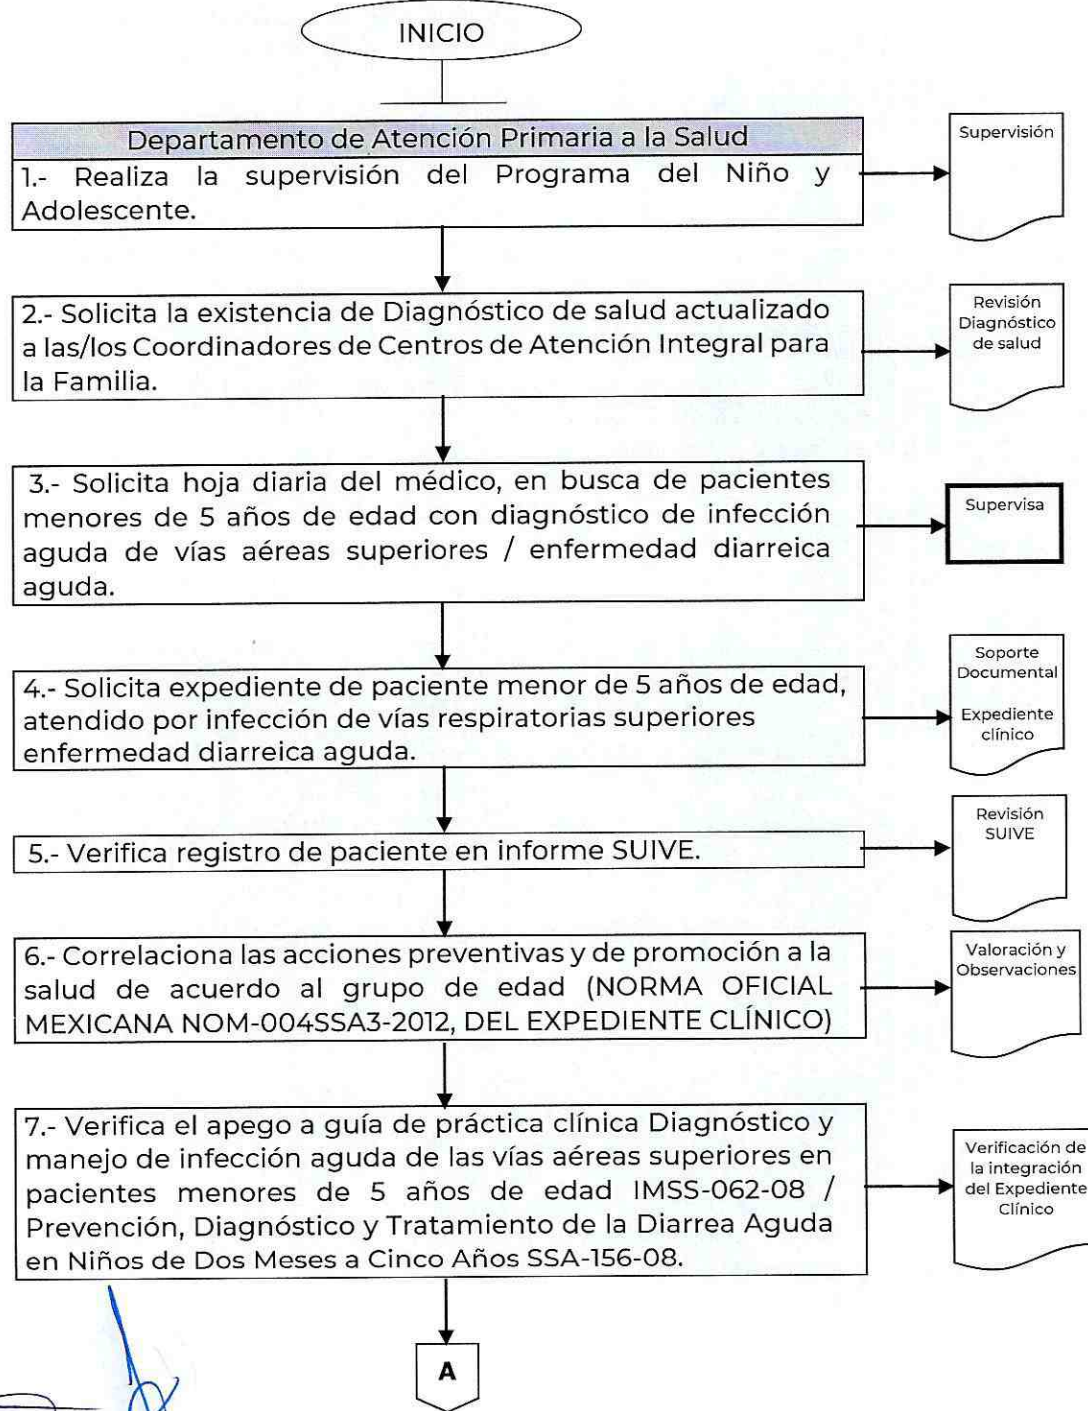 INICIO
Departamento de Atención Primaria a la Salud
1.- Realiza la supervisión del Programa del Niño y
Adolescente.
Supervisión
2.- Solicita la existencia de Diagnóstico de salud actualizado
a las/los Coordinadores de Centros de Atención Integral para
la Familia.
Revisión
Diagnóstico
de salud
3.- Solicita hoja diaria del médico, en busca de pacientes
menores de 5 años de edad con diagnóstico de infección
aguda de vías aéreas superiores / enfermedad diarreica
aguda.
Supervisa
4.- Solicita expediente de paciente menor de 5 años de edad,
atendido por infección de vías respiratorias superiores
enfermedad diarreica aguda.
Soporte
Documental
Expediente
clínico
5.- Verifica registro de paciente en informe SUIVE.
Revisión
SUIVE
6.- Correlaciona las acciones preventivas y de promoción a la
salud de acuerdo al grupo de edad (NORMA OFICIAL
MEXICANA NOM-004SSA3-2012, DEL EXPEDIENTE CLÍNICO)
Valoración y
Observaciones
7.- Verifica el apego a guía de práctica clínica Diagnóstico y
manejo de infección aguda de las vías aéreas superiores en
pacientes menores de 5 años de edad IMSS-062-08 /
Prevención, Diagnóstico y Tratamiento de la Diarrea Aguda
en Niños de Dos Meses a Cinco Años SSA-156-08.
Verificación de
la integración
del Expediente
Clínico
A